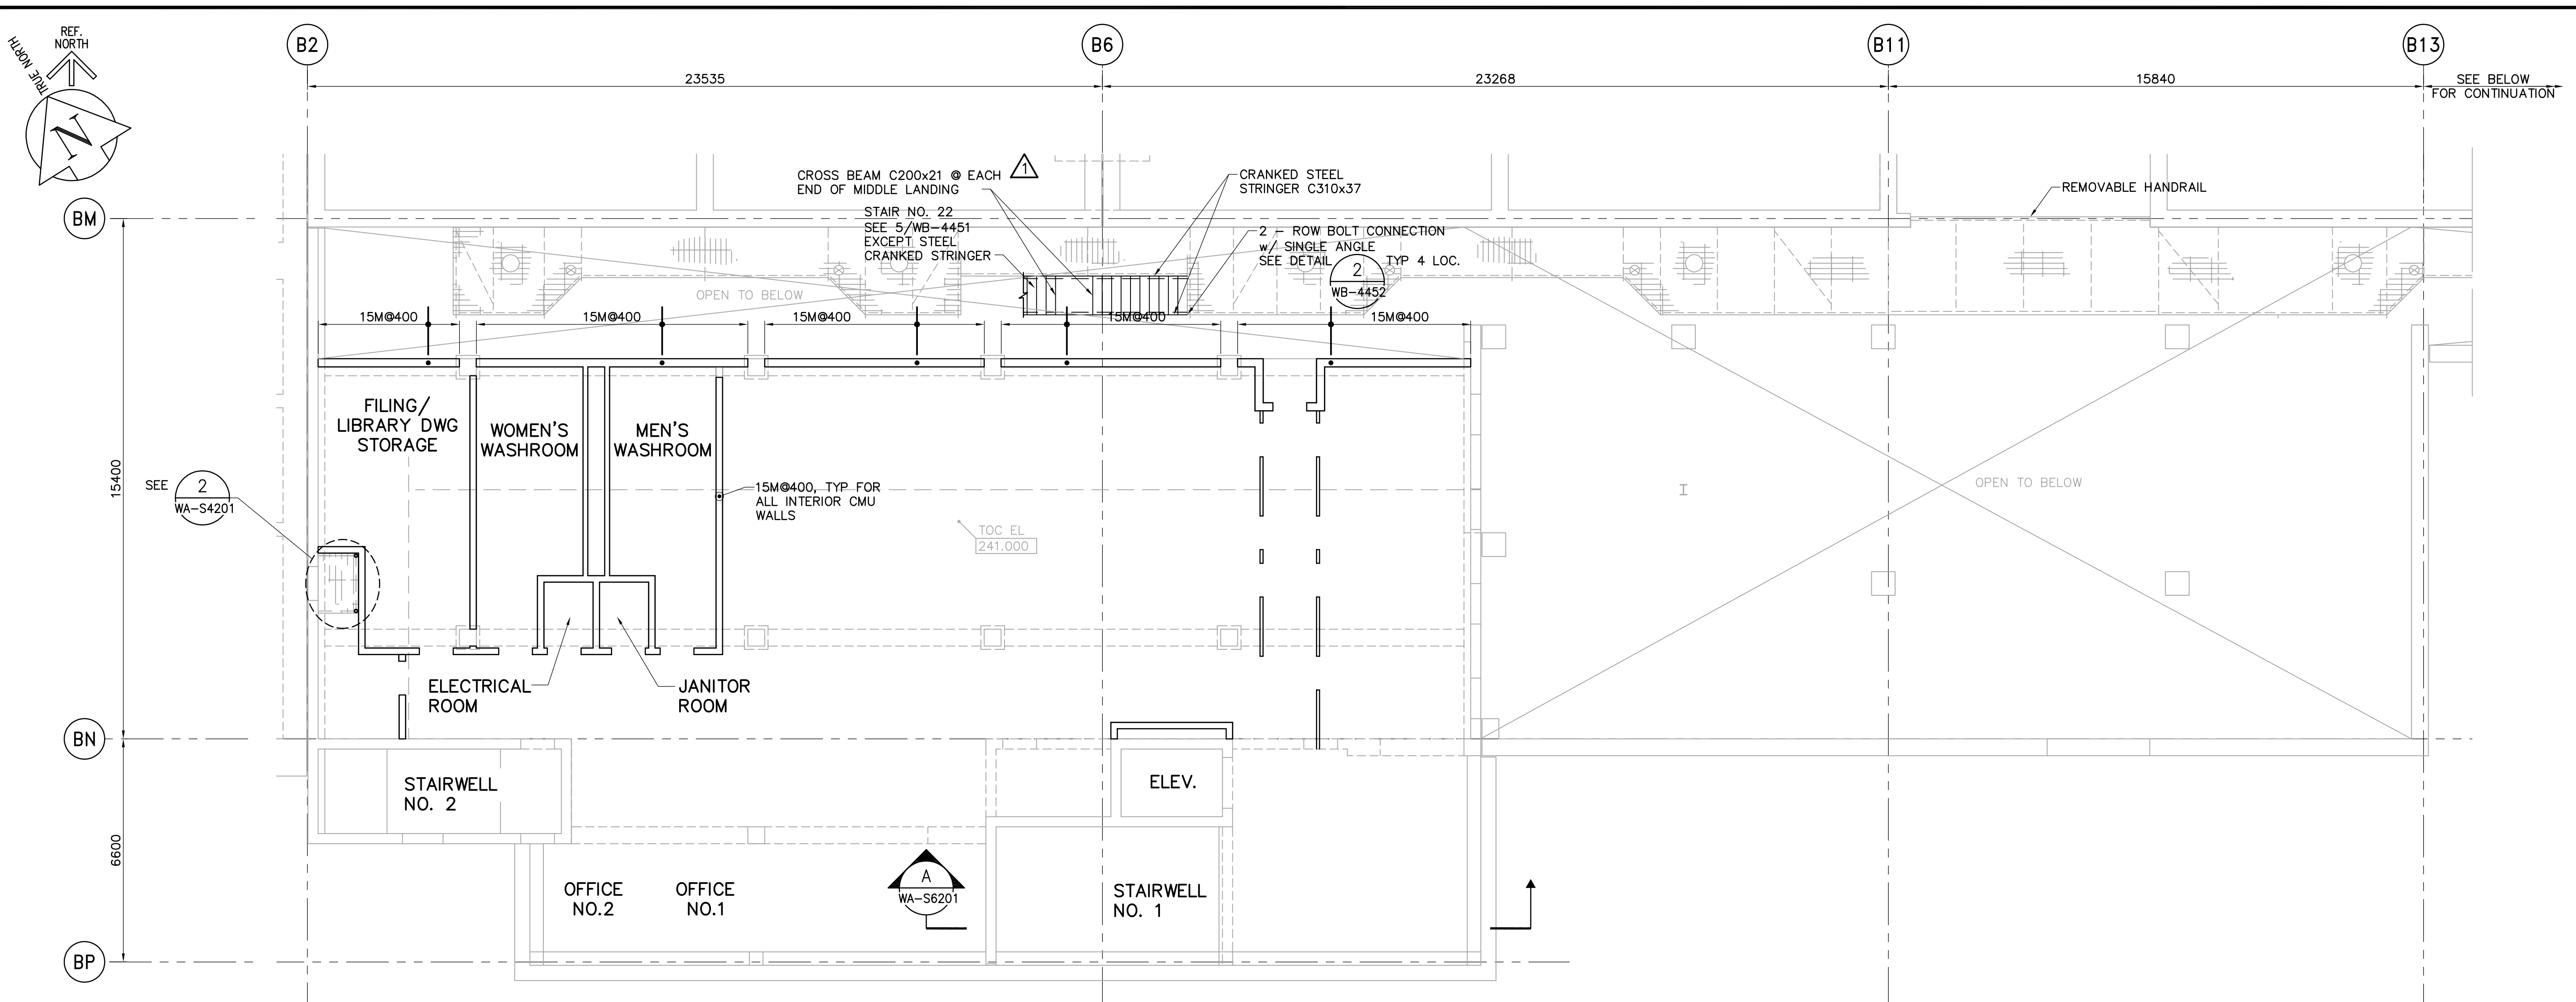 REF.
NORTH
TRUE NORTH
N
B2
B6
B11
B13
23535
23268
15840
SEE BELOW
FOR CONTINUATION
CROSS BEAM C200x21 @ EACH
END OF MIDDLE LANDING
1
CRANKED STEEL
STRINGER C310x37
REMOVABLE HANDRAIL
BM
STAIR NO. 22
SEE 5/WB-4451
EXCEPT STEEL
CRANKED STRINGER
2 - ROW BOLT CONNECTION
w/ SINGLE ANGLE
SEE DETAIL
2
WB-4452
TYP 4 LOC.
OPEN TO BELOW
15M@400
15M@400
15M@400
15M@400
15M@400
FILING/
LIBRARY DWG
STORAGE
WOMEN'S
WASHROOM
MEN'S
WASHROOM
15400
SEE
2
WA-S4201
15M@400, TYP FOR
ALL INTERIOR CMU
WALLS
TOC EL
241.000
I
OPEN TO BELOW
ELECTRICAL
ROOM
JANITOR
ROOM
BN
STAIRWELL
NO. 2
ELEV.
6600
OFFICE
NO.2
OFFICE
NO.1
A
WA-S6201
STAIRWELL
NO. 1
BP